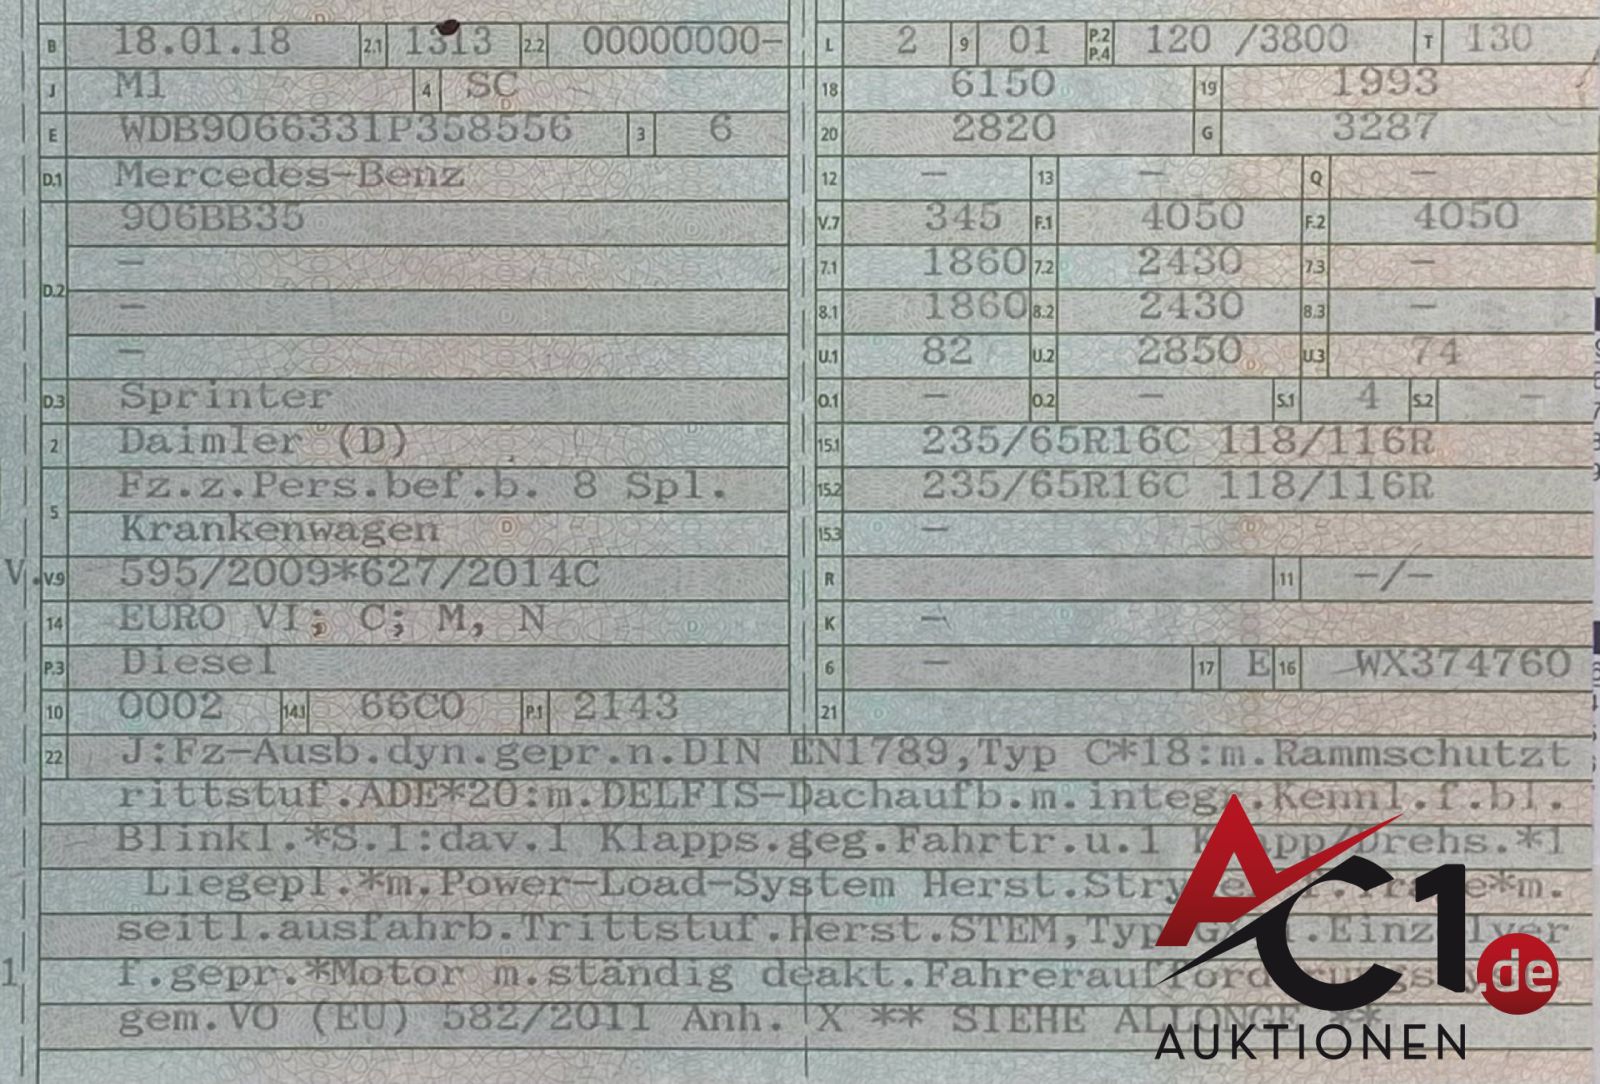 B 18.01.18 2.1 1313 2.2 00000000-
J M1 4 SC
E WDB9066331P358556 3 6
D.1 Mercedes-Benz
906BB35
-
D.2 -
-
D.3 Sprinter
2 Daimler (D)
Fz.z.Pers.bef.b. 8 Spl.
5 Krankenwagen
V. V.9 595/2009*627/2014C
14 EURO VI; C; M, N
P.3 Diesel
10 0002 14.1 66C0 P.1 2143
L 2 9 01 P.2 P.4 120 /3800 T 130
18 6150 19 1993
20 2820 G 3287
12 - 13 - Q -
V.7 345 F.1 4050 F.2 4050
7.1 1860 7.2 2430 7.3 -
8.1 1860 8.2 2430 8.3 -
U.1 82 U.2 2850 U.3 74
O.1 - O.2 - S.1 4 S.2 -
15.1 235/65R16C 118/116R
15.2 235/65R16C 118/116R
15.3 -
R 11 -/-
K -
6 - 17 E 16 WX374760
21
22 J:Fz-Ausb.dyn.gepr.n.DIN EN1789,Typ C*18:m.Rammschutzt
rittstuf.ADE*20:m.DELFIS-Dachaufb.m.integr.Kennl.f.bl.
Blinkl.*S.1:dav.1 Klapps.geg.Fahrtr.u.1 Klapp/Drehs.*1
Liegepl.*m.Power-Load-System Herst.Stryker
seitl.ausfahrb.Trittstuf.Herst.STEM,Typ
1 f.gepr.*Motor m.ständig deakt.Fahreraufforderungssys.
gem.VO (EU) 582/2011 Anh. X ** SIEHE ALLONGE **
AC1.de
AUKTIONEN